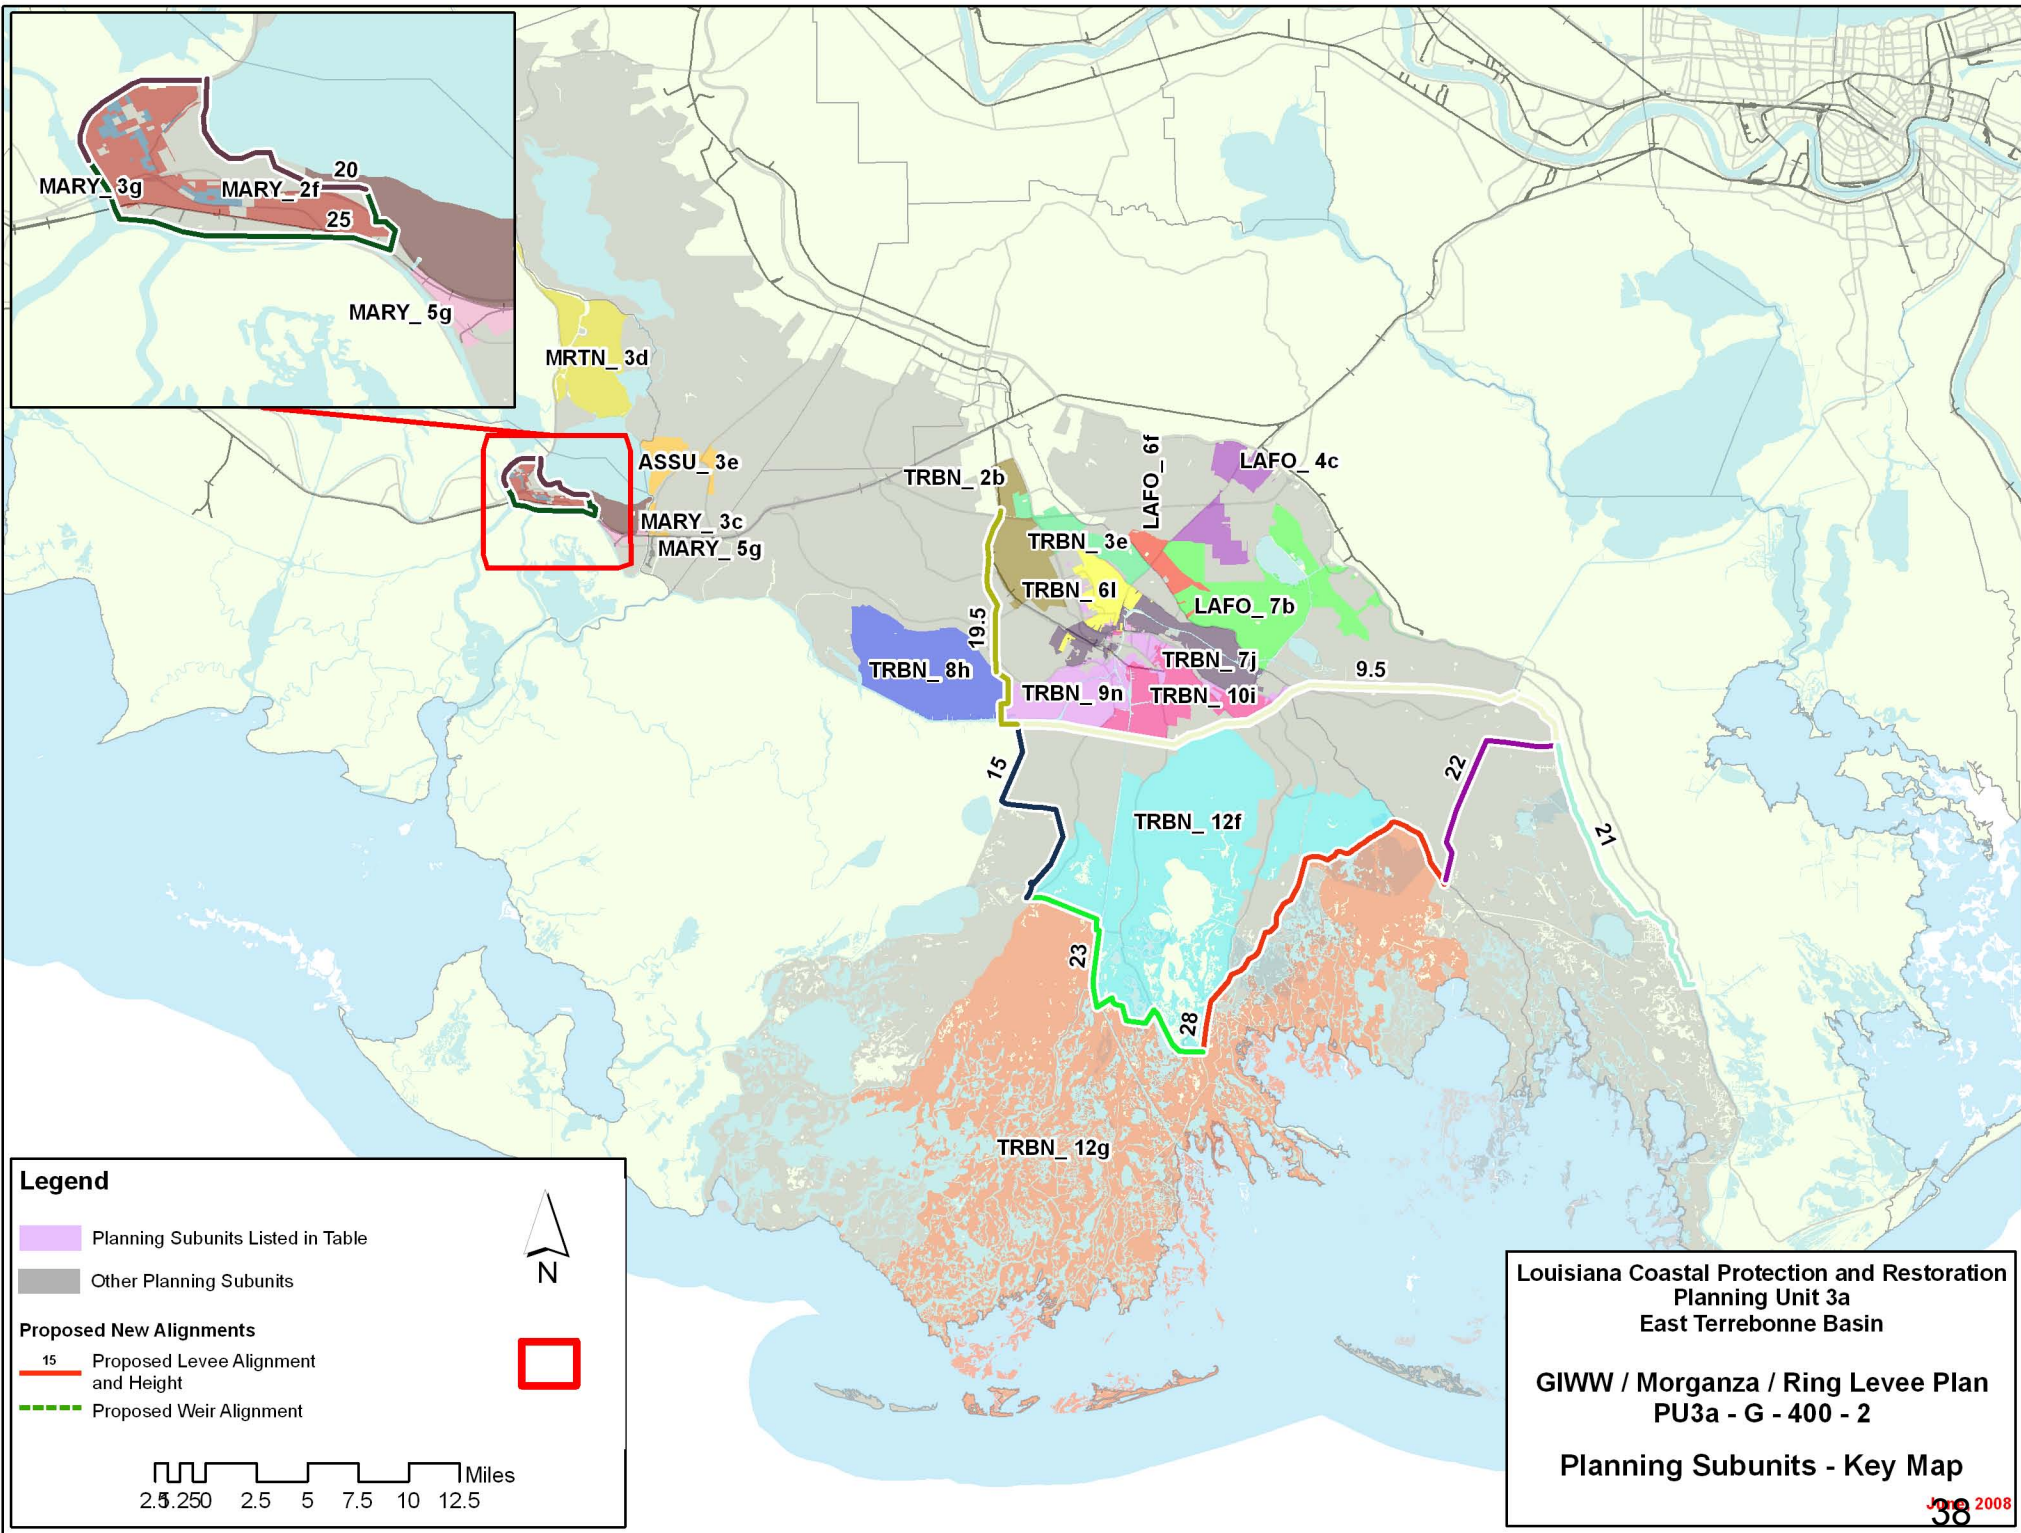 MARY_ 3g
MARY_ 2f
20
25
MARY_ 5g
MRTN_ 3d
ASSU_ 3e
MARY_ 3c
MARY_ 5g
TRBN_ 2b
LAFO_ 6f
LAFO_ 4c
TRBN_ 3e
TRBN_ 6l
LAFO_ 7b
19.5
TRBN_ 8h
TRBN_ 7j
9.5
TRBN_ 9n
TRBN_ 10i
15
22
TRBN_ 12f
21
23
28
TRBN_ 12g
Legend
Planning Subunits Listed in Table
Other Planning Subunits
Proposed New Alignments
15
Proposed Levee Alignment
and Height
Proposed Weir Alignment
N
Miles
2.5 1.25 0 2.5 5 7.5 10 12.5
Louisiana Coastal Protection and Restoration
Planning Unit 3a
East Terrebonne Basin
GIWW / Morganza / Ring Levee Plan
PU3a - G - 400 - 2
Planning Subunits - Key Map
June, 2008
38